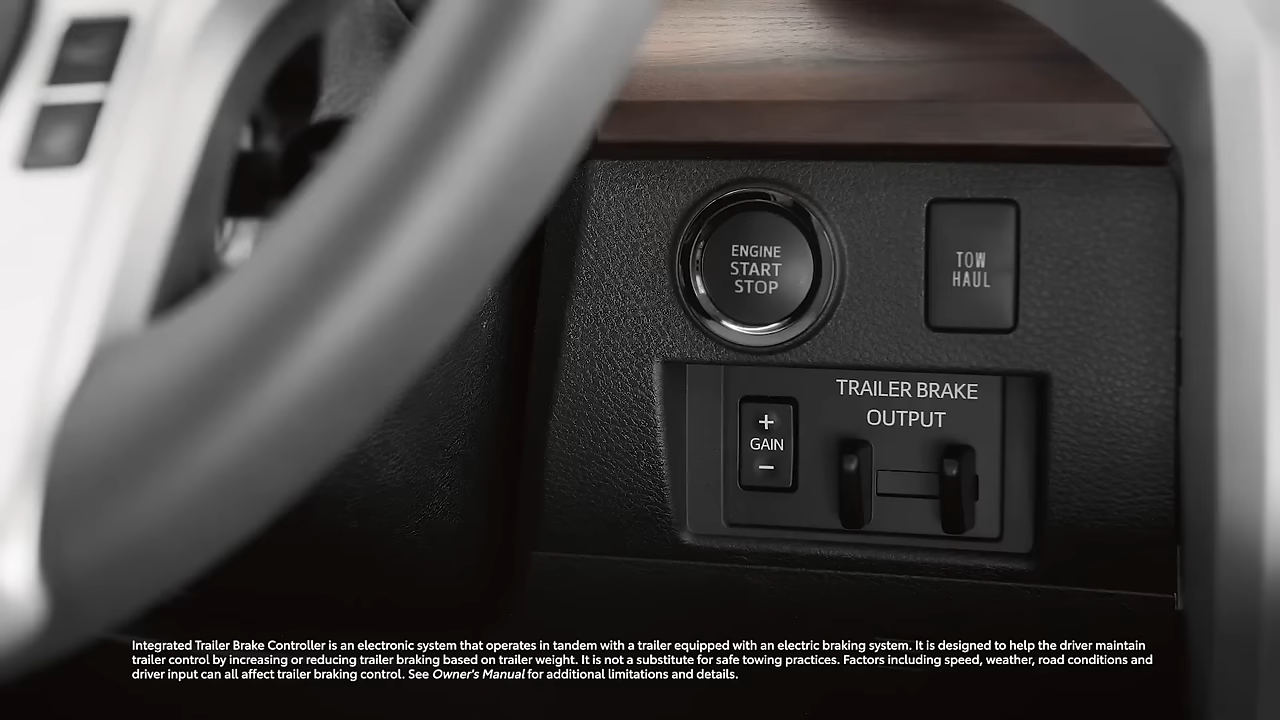 ENGINE
START
STOP
TOW
HAUL
TRAILER BRAKE
OUTPUT
+
GAIN
−
Integrated Trailer Brake Controller is an electronic system that operates in tandem with a trailer equipped with an electric braking system. It is designed to help the driver maintain
trailer control by increasing or reducing trailer braking based on trailer weight. It is not a substitute for safe towing practices. Factors including speed, weather, road conditions and
driver input can all affect trailer braking control. See Owner's Manual for additional limitations and details.